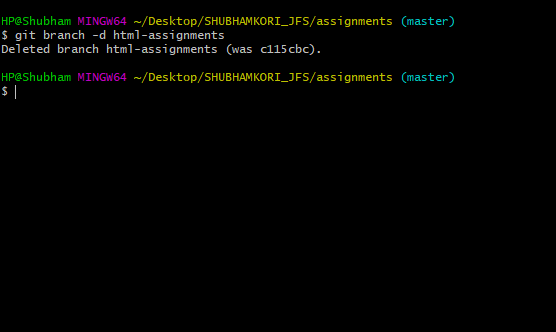 HP@Shubham MINGW64 ~/Desktop/SHUBHAMKORI_JFS/assignments (master)
$ git branch -d html-assignments
Deleted branch html-assignments (was c115cbc).
HP@Shubham MINGW64 ~/Desktop/SHUBHAMKORI_JFS/assignments (master)
$